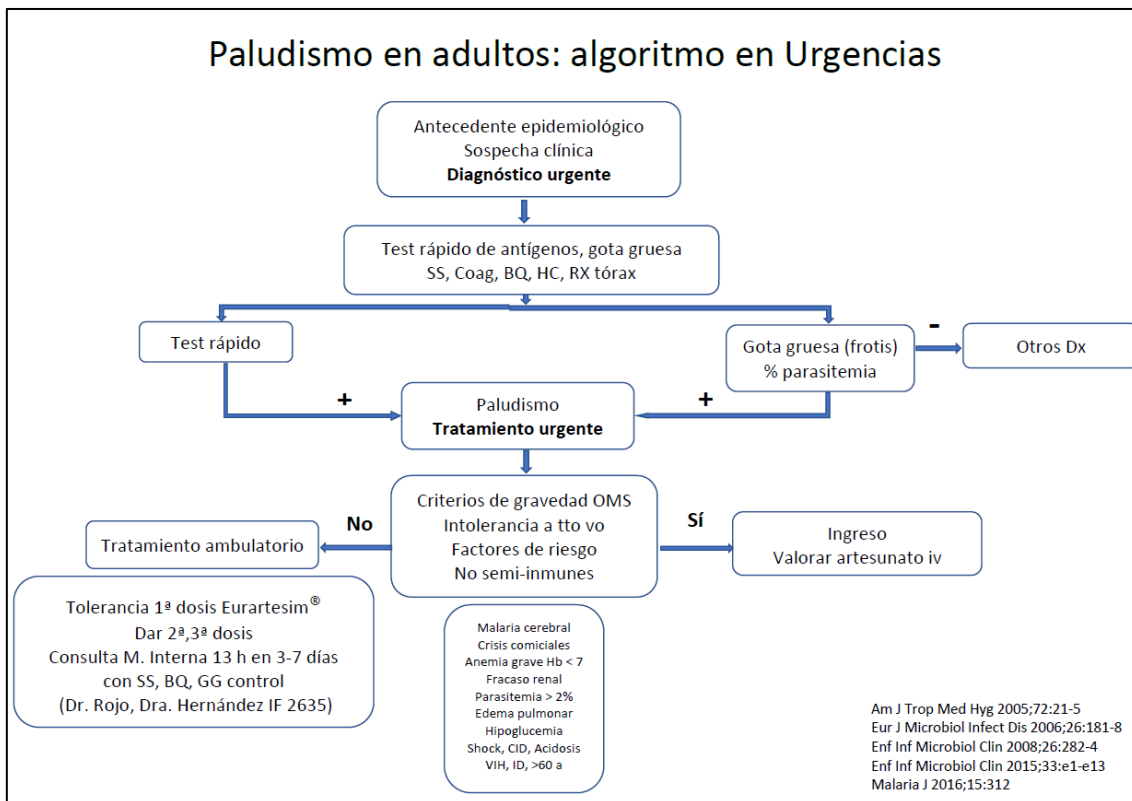 Paludismo en adultos: algoritmo en Urgencias
Antecedente epidemiológico
Sospecha clínica
Diagnóstico urgente
Test rápido de antígenos, gota gruesa
SS, Coag, BQ, HC, RX tórax
Test rápido
Gota gruesa (frotis)
% parasitemia
-
Otros Dx
+
+
Paludismo
Tratamiento urgente
Criterios de gravedad OMS
Intolerancia a tto vo
Factores de riesgo
No semi-inmunes
No
Sí
Tratamiento ambulatorio
Ingreso
Valorar artesunato iv
Tolerancia 1ª dosis Eurartesim®
Dar 2ª,3ª dosis
Consulta M. Interna 13 h en 3-7 días
con SS, BQ, GG control
(Dr. Rojo, Dra. Hernández IF 2635)
Malaria cerebral
Crisis comiciales
Anemia grave Hb < 7
Fracaso renal
Parasitemia > 2%
Edema pulmonar
Hipoglucemia
Shock, CID, Acidosis
VIH, ID, >60 a
Am J Trop Med Hyg 2005;72:21-5
Eur J Microbiol Infect Dis 2006;26:181-8
Enf Inf Microbiol Clin 2008;26:282-4
Enf Inf Microbiol Clin 2015;33:e1-e13
Malaria J 2016;15:312